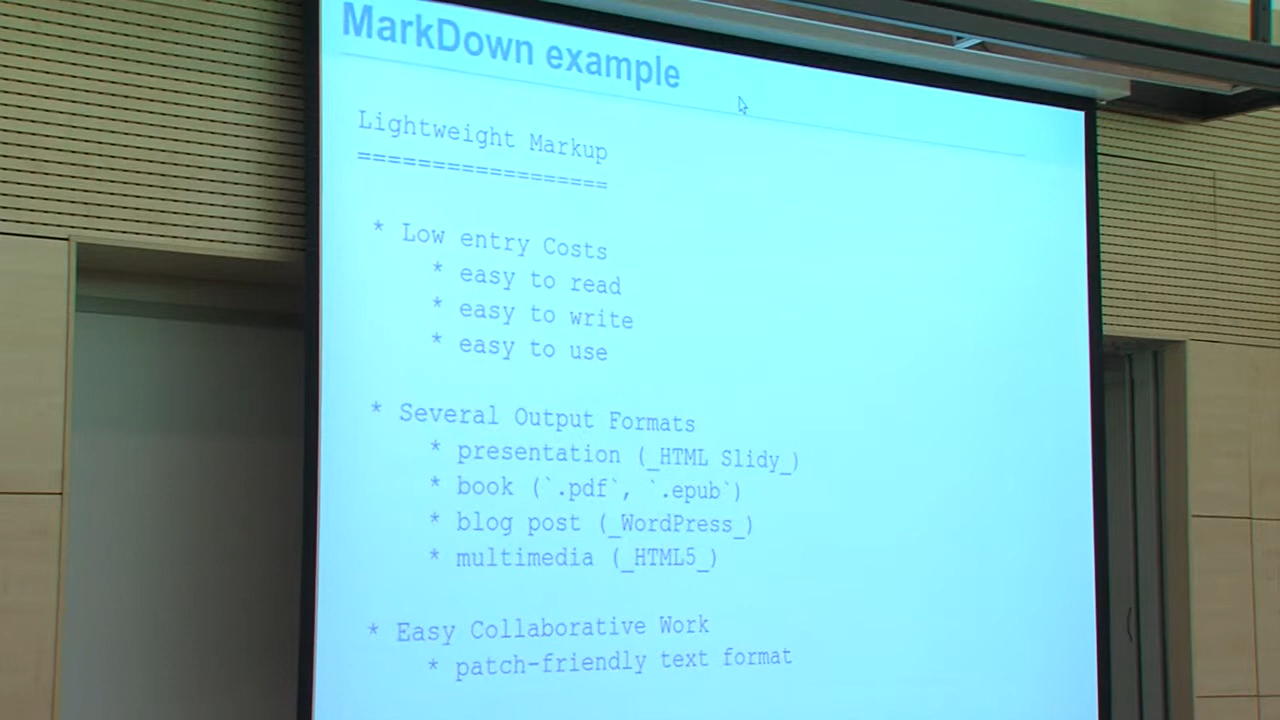 MarkDown example
Lightweight Markup
=================
* Low entry Costs
* easy to read
* easy to write
* easy to use
* Several Output Formats
* presentation (_HTML Slidy_)
* book (`.pdf`, `.epub`)
* blog post (_WordPress_)
* multimedia (_HTML5_)
* Easy Collaborative Work
* patch-friendly text format